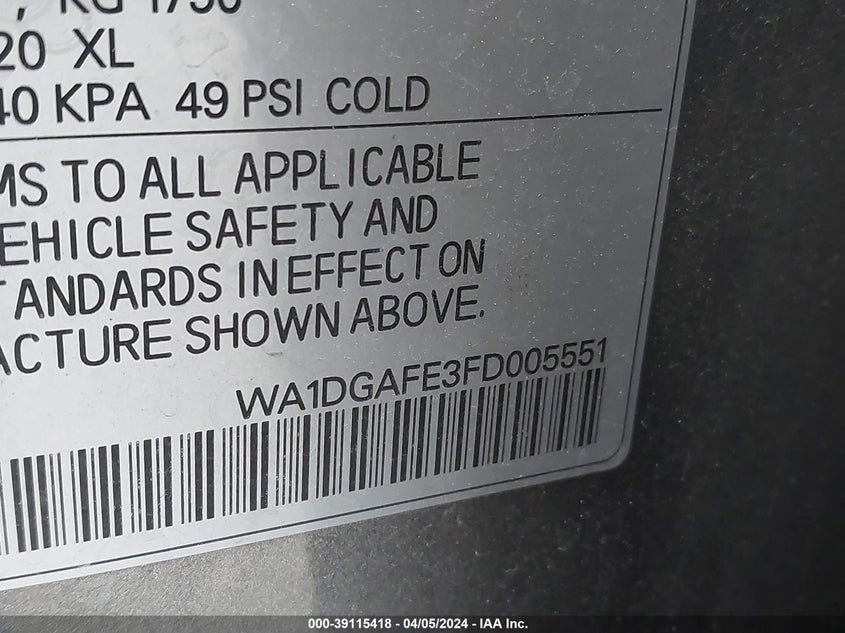 , KG 1750
20 XL
40 KPA 49 PSI COLD
MS TO ALL APPLICABLE
EHICLE SAFETY AND
TANDARDS IN EFFECT ON
ACTURE SHOWN ABOVE.
WA1DGAFE3FD005551
000-39115418 - 04/05/2024 - IAA Inc.